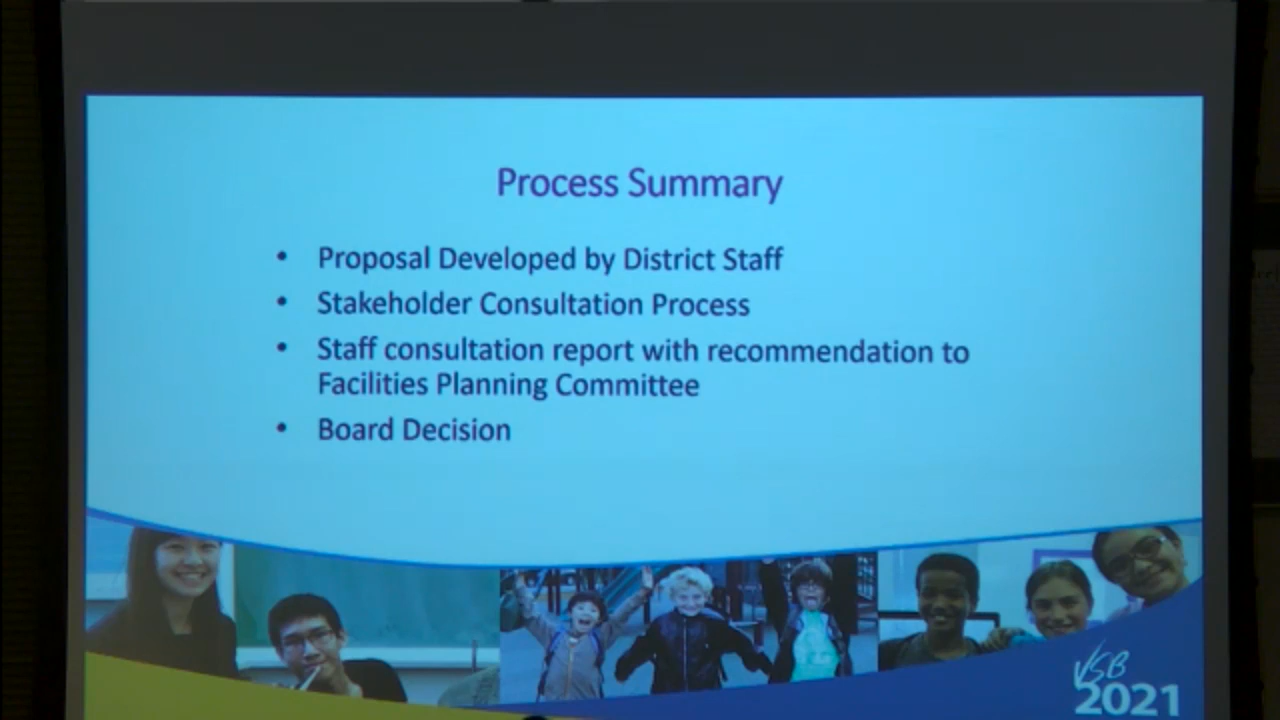 Process Summary
• Proposal Developed by District Staff
• Stakeholder Consultation Process
• Staff consultation report with recommendation to
Facilities Planning Committee
• Board Decision
VSB
2021